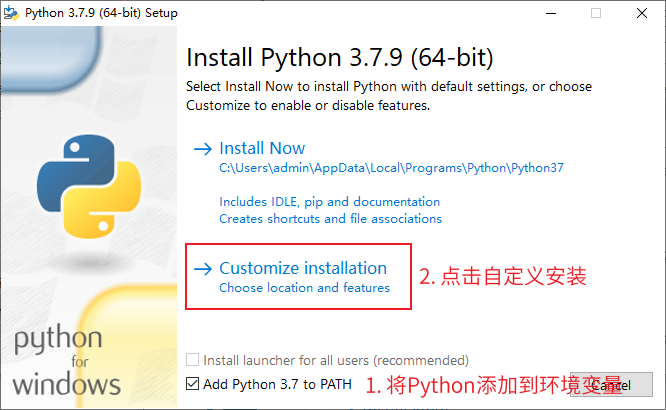 Python 3.7.9 (64-bit) Setup
Install Python 3.7.9 (64-bit)
Select Install Now to install Python with default settings, or choose
Customize to enable or disable features.
Install Now
C:\Users\admin\AppData\Local\Programs\Python\Python37
Includes IDLE, pip and documentation
Creates shortcuts and file associations
Customize installation
Choose location and features
2. 点击自定义安装
Install launcher for all users (recommended)
Add Python 3.7 to PATH
1. 将Python添加到环境变量
Cancel
python
for
windows